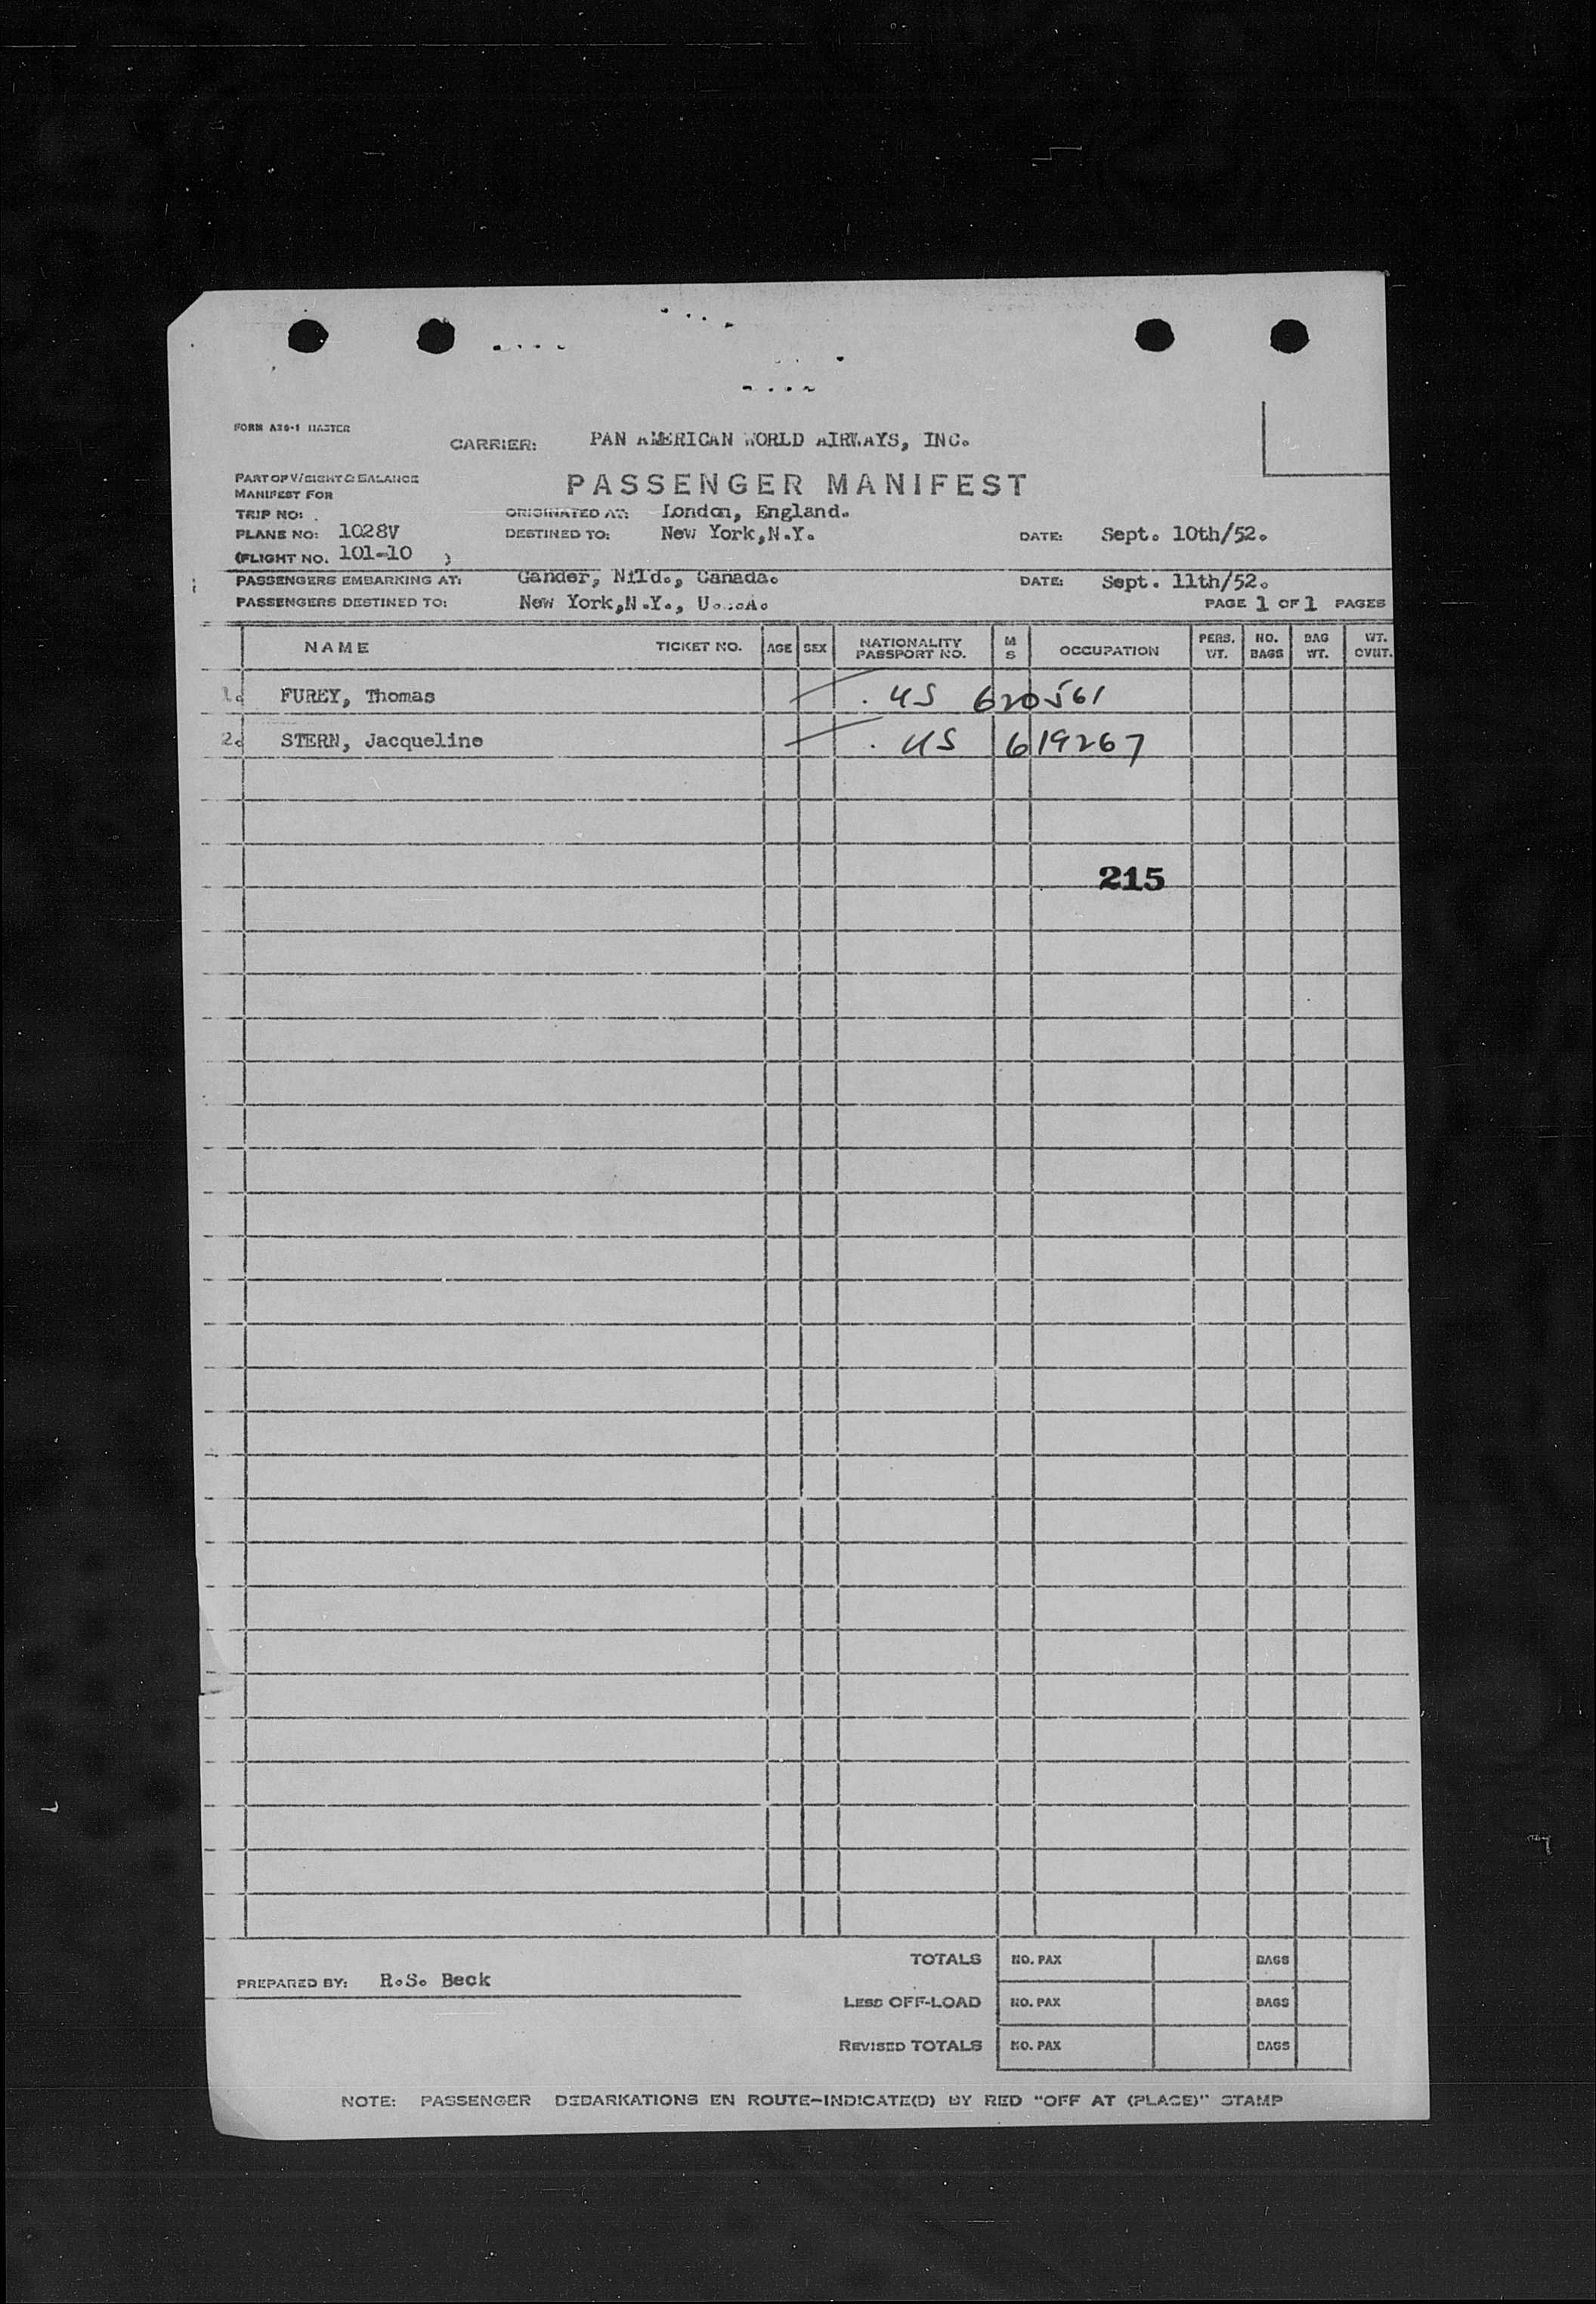 FORM A20-1 MASTER
CARRIER: PAN AMERICAN WORLD AIRWAYS, INC.
PART OF WEIGHT & BALANCE
MANIFEST FOR
PASSENGER MANIFEST
TRIP NO: ORIGINATED AT: London, England.
PLANE NO: 1028V DESTINED TO: New York,N.Y. DATE: Sept. 10th/52.
(FLIGHT NO. 101-10 )
PASSENGERS EMBARKING AT: Gander, Nfld., Canada. DATE: Sept. 11th/52.
PASSENGERS DESTINED TO: New York,N.Y., U.S.A. PAGE 1 OF 1 PAGES
NAME TICKET NO. AGE SEX NATIONALITY PASSPORT NO. M S OCCUPATION PERS. WT. NO. BAGS BAG WT. WT. CVHT.
1. FUREY, Thomas US 620561
2. STERN, Jacqueline US 619267
215
TOTALS NO. PAX BAGS
PREPARED BY: R.S. Beck
LESS OFF-LOAD NO. PAX BAGS
REVISED TOTALS NO. PAX BAGS
NOTE: PASSENGER DEBARKATIONS EN ROUTE-INDICATE(D) BY RED "OFF AT (PLACE)" STAMP